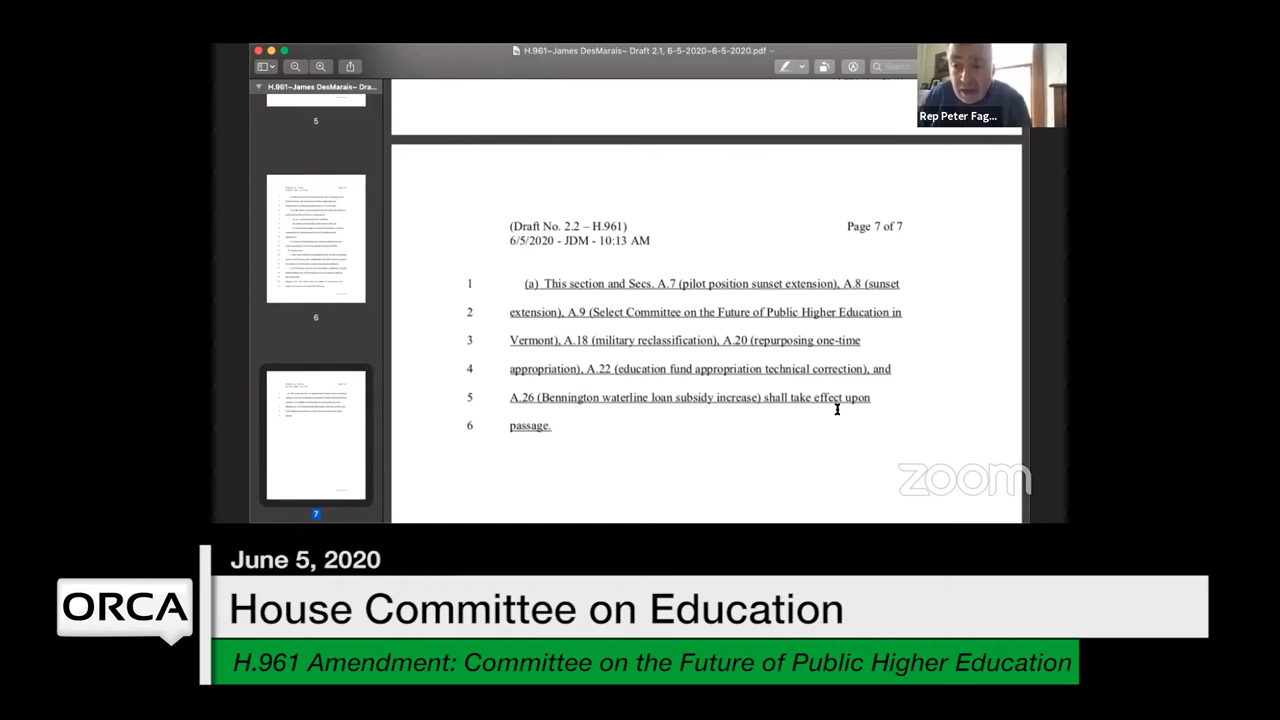 H.961~James DesMarais~ Draft 2.1, 6-5-2020~6-5-2020.pdf
Search
H.961~James DesMarais~ Dra...
Rep Peter Fag...
5
6
7
(Draft No. 2.2 – H.961)
Page 7 of 7
6/5/2020 - JDM - 10:13 AM
1 (a) This section and Secs. A.7 (pilot position sunset extension), A.8 (sunset
2 extension), A.9 (Select Committee on the Future of Public Higher Education in
3 Vermont), A.18 (military reclassification), A.20 (repurposing one-time
4 appropriation), A.22 (education fund appropriation technical correction), and
5 A.26 (Bennington waterline loan subsidy increase) shall take effect upon
6 passage.
zoom
June 5, 2020
ORCA
House Committee on Education
H.961 Amendment: Committee on the Future of Public Higher Education